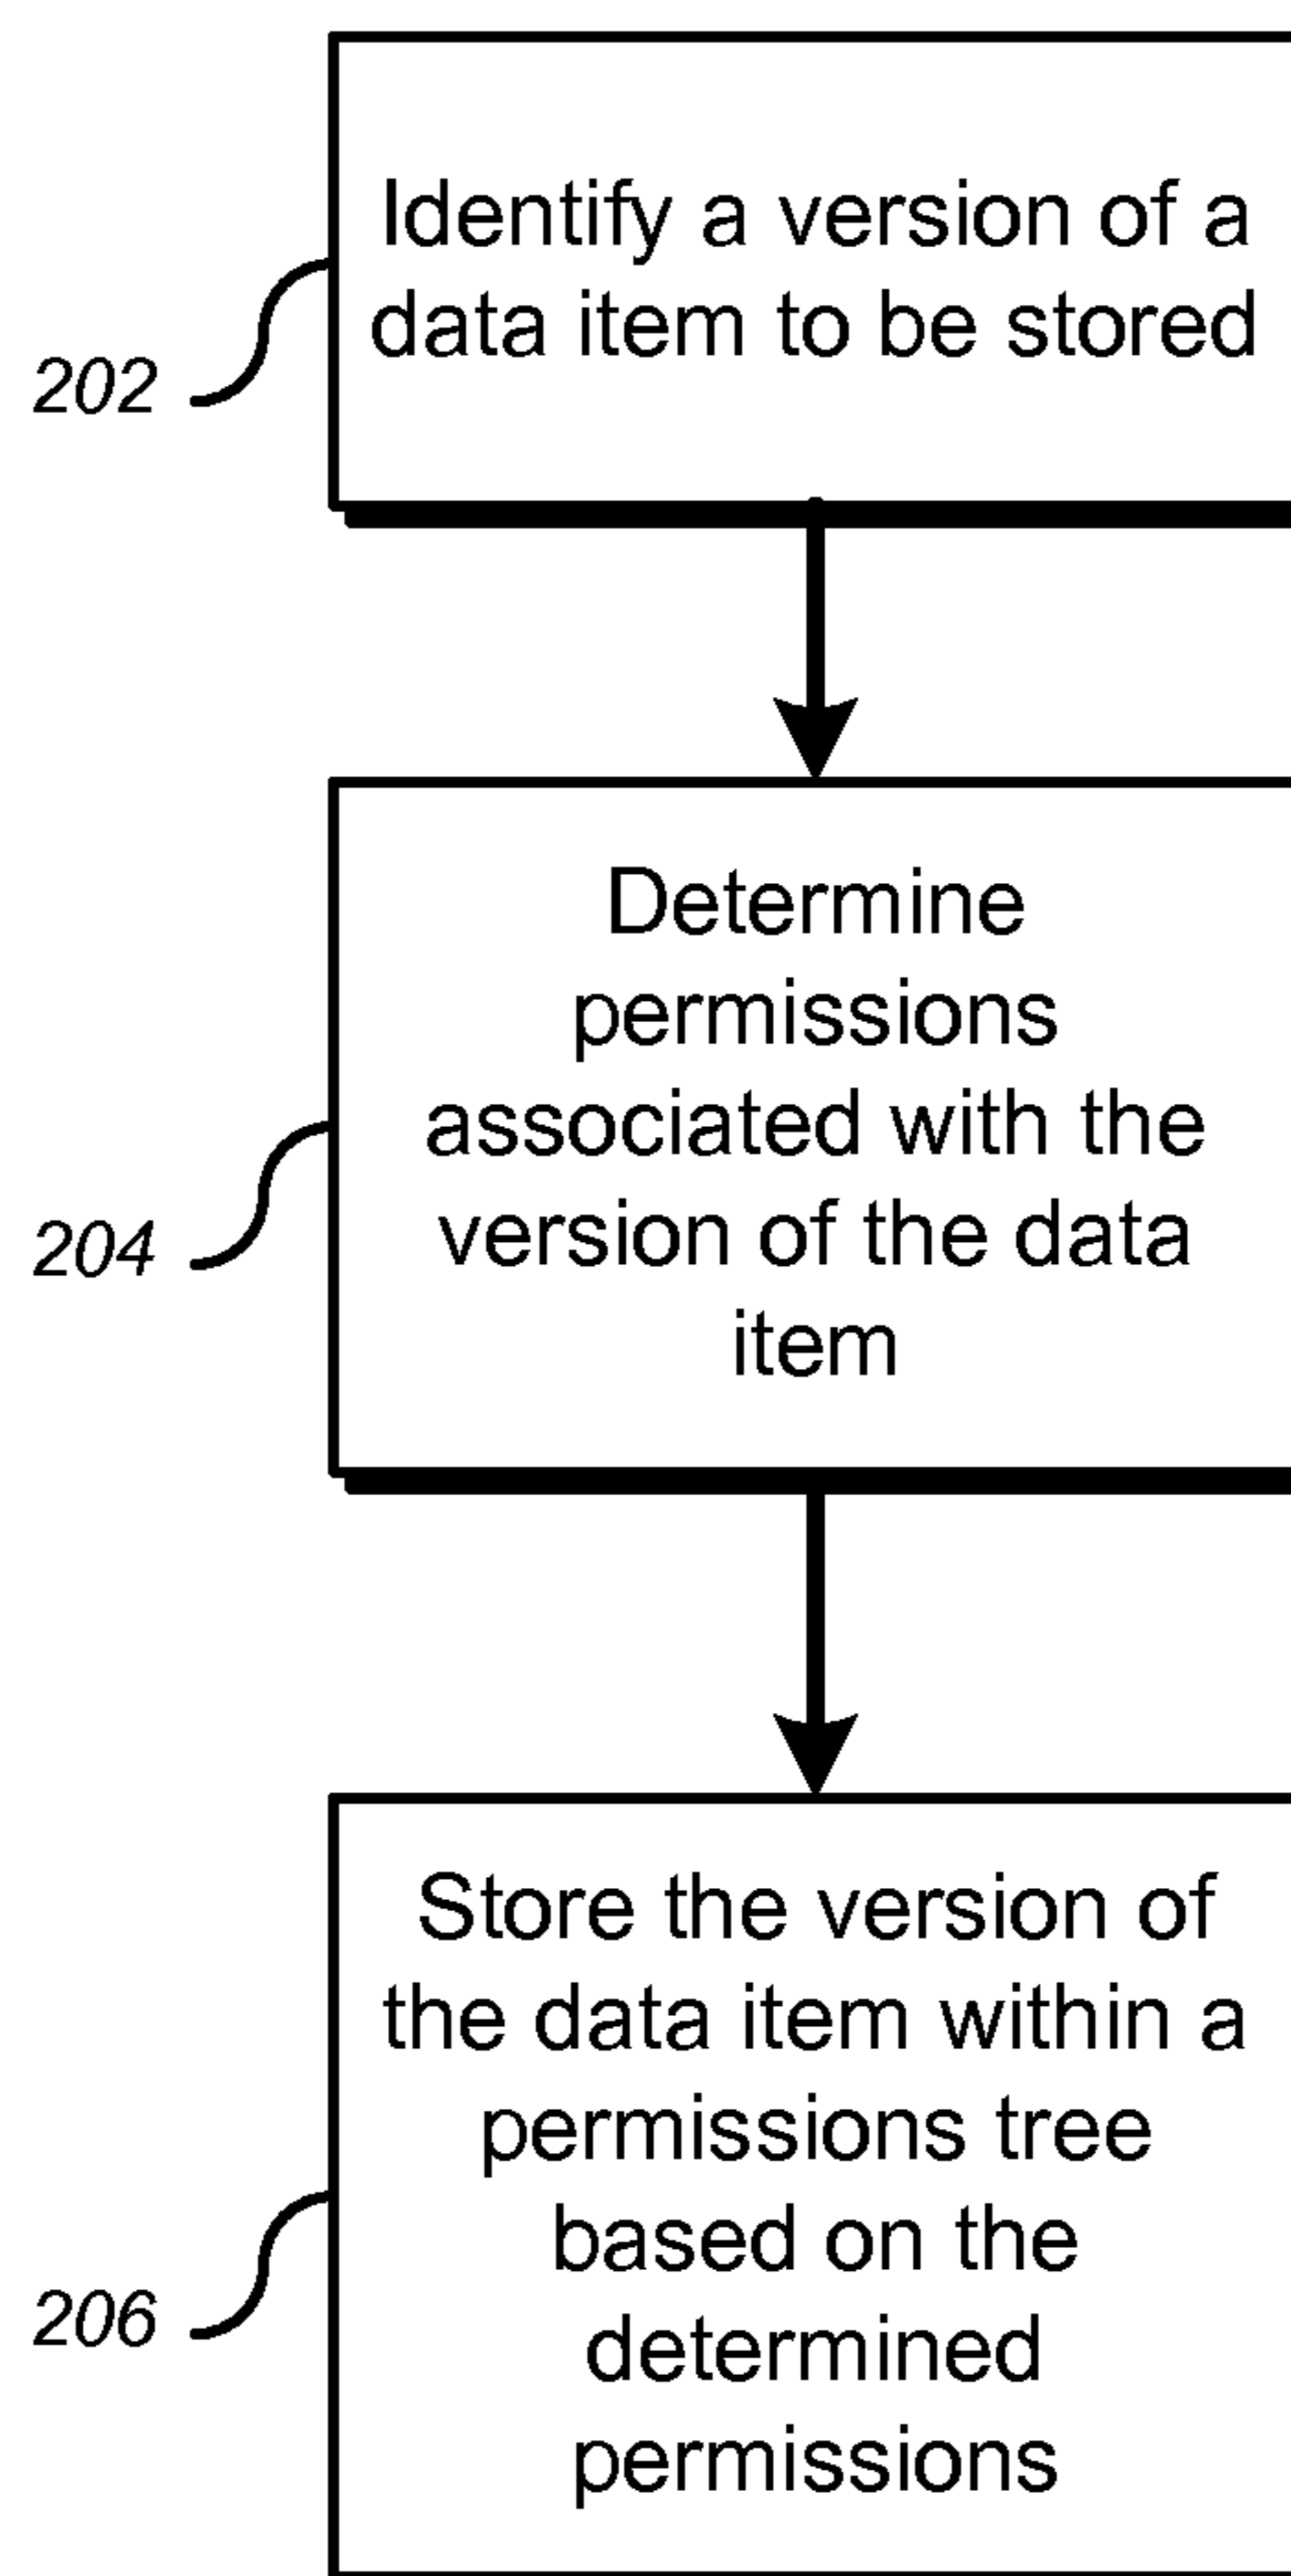 Identify a version of a
data item to be stored
202
Determine
permissions
associated with the
version of the data
item
204
Store the version of
the data item within a
permissions tree
based on the
determined
permissions
206